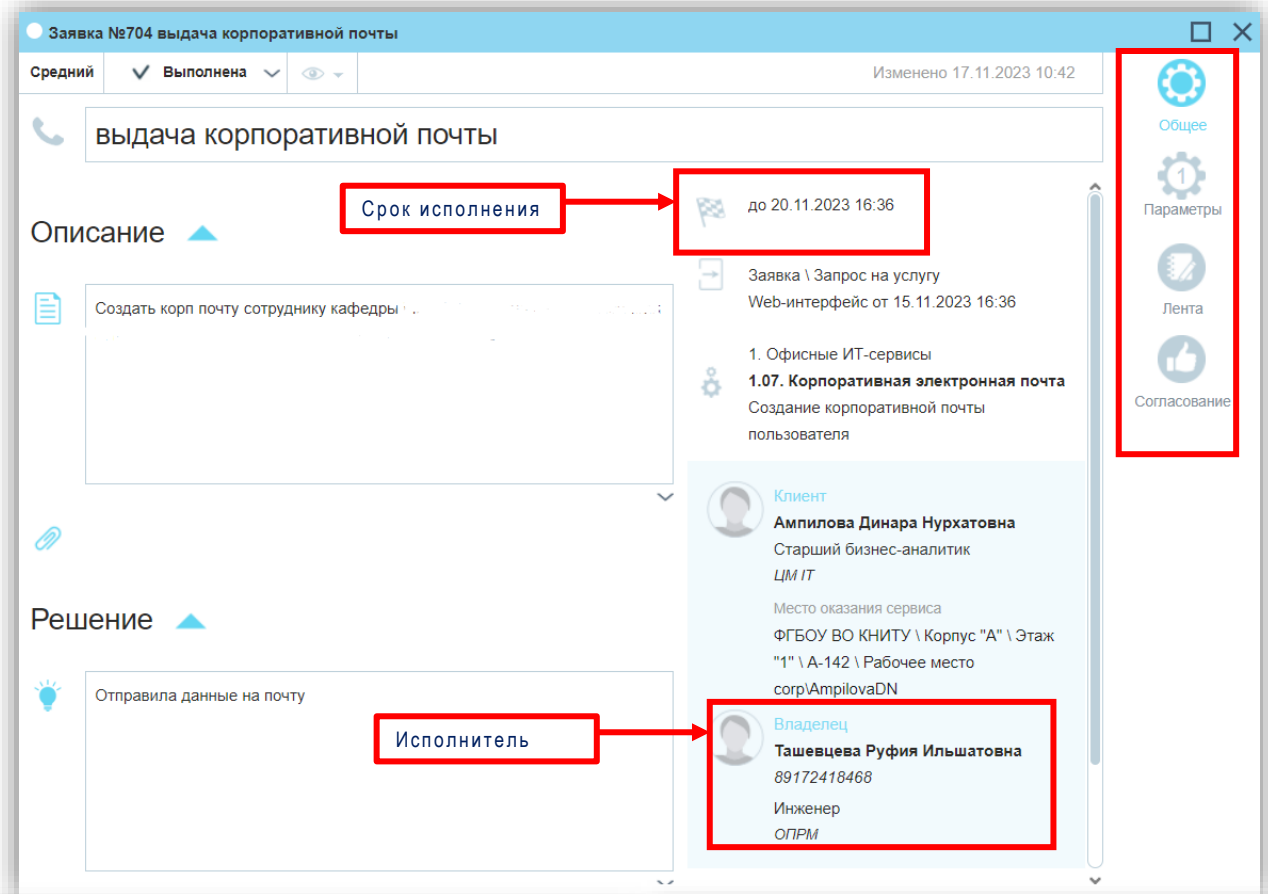 Заявка №704 выдача корпоративной почты
Средний
Выполнена
Изменено 17.11.2023 10:42
выдача корпоративной почты
Описание
Создать корп почту сотруднику кафедры
Решение
Отправила данные на почту
Срок исполнения
до 20.11.2023 16:36
Заявка \ Запрос на услугу
Web-интерфейс от 15.11.2023 16:36
1. Офисные ИТ-сервисы
1.07. Корпоративная электронная почта
Создание корпоративной почты
пользователя
Клиент
Ампилова Динара Нурхатовна
Старший бизнес-аналитик
ЦМ IT
Место оказания сервиса
ФГБОУ ВО КНИТУ \ Корпус "А" \ Этаж
"1" \ А-142 \ Рабочее место
corp\AmpilovaDN
Исполнитель
Владелец
Ташевцева Руфия Ильшатовна
89172418468
Инженер
ОПРМ
Общее
1
Параметры
Лента
Согласование